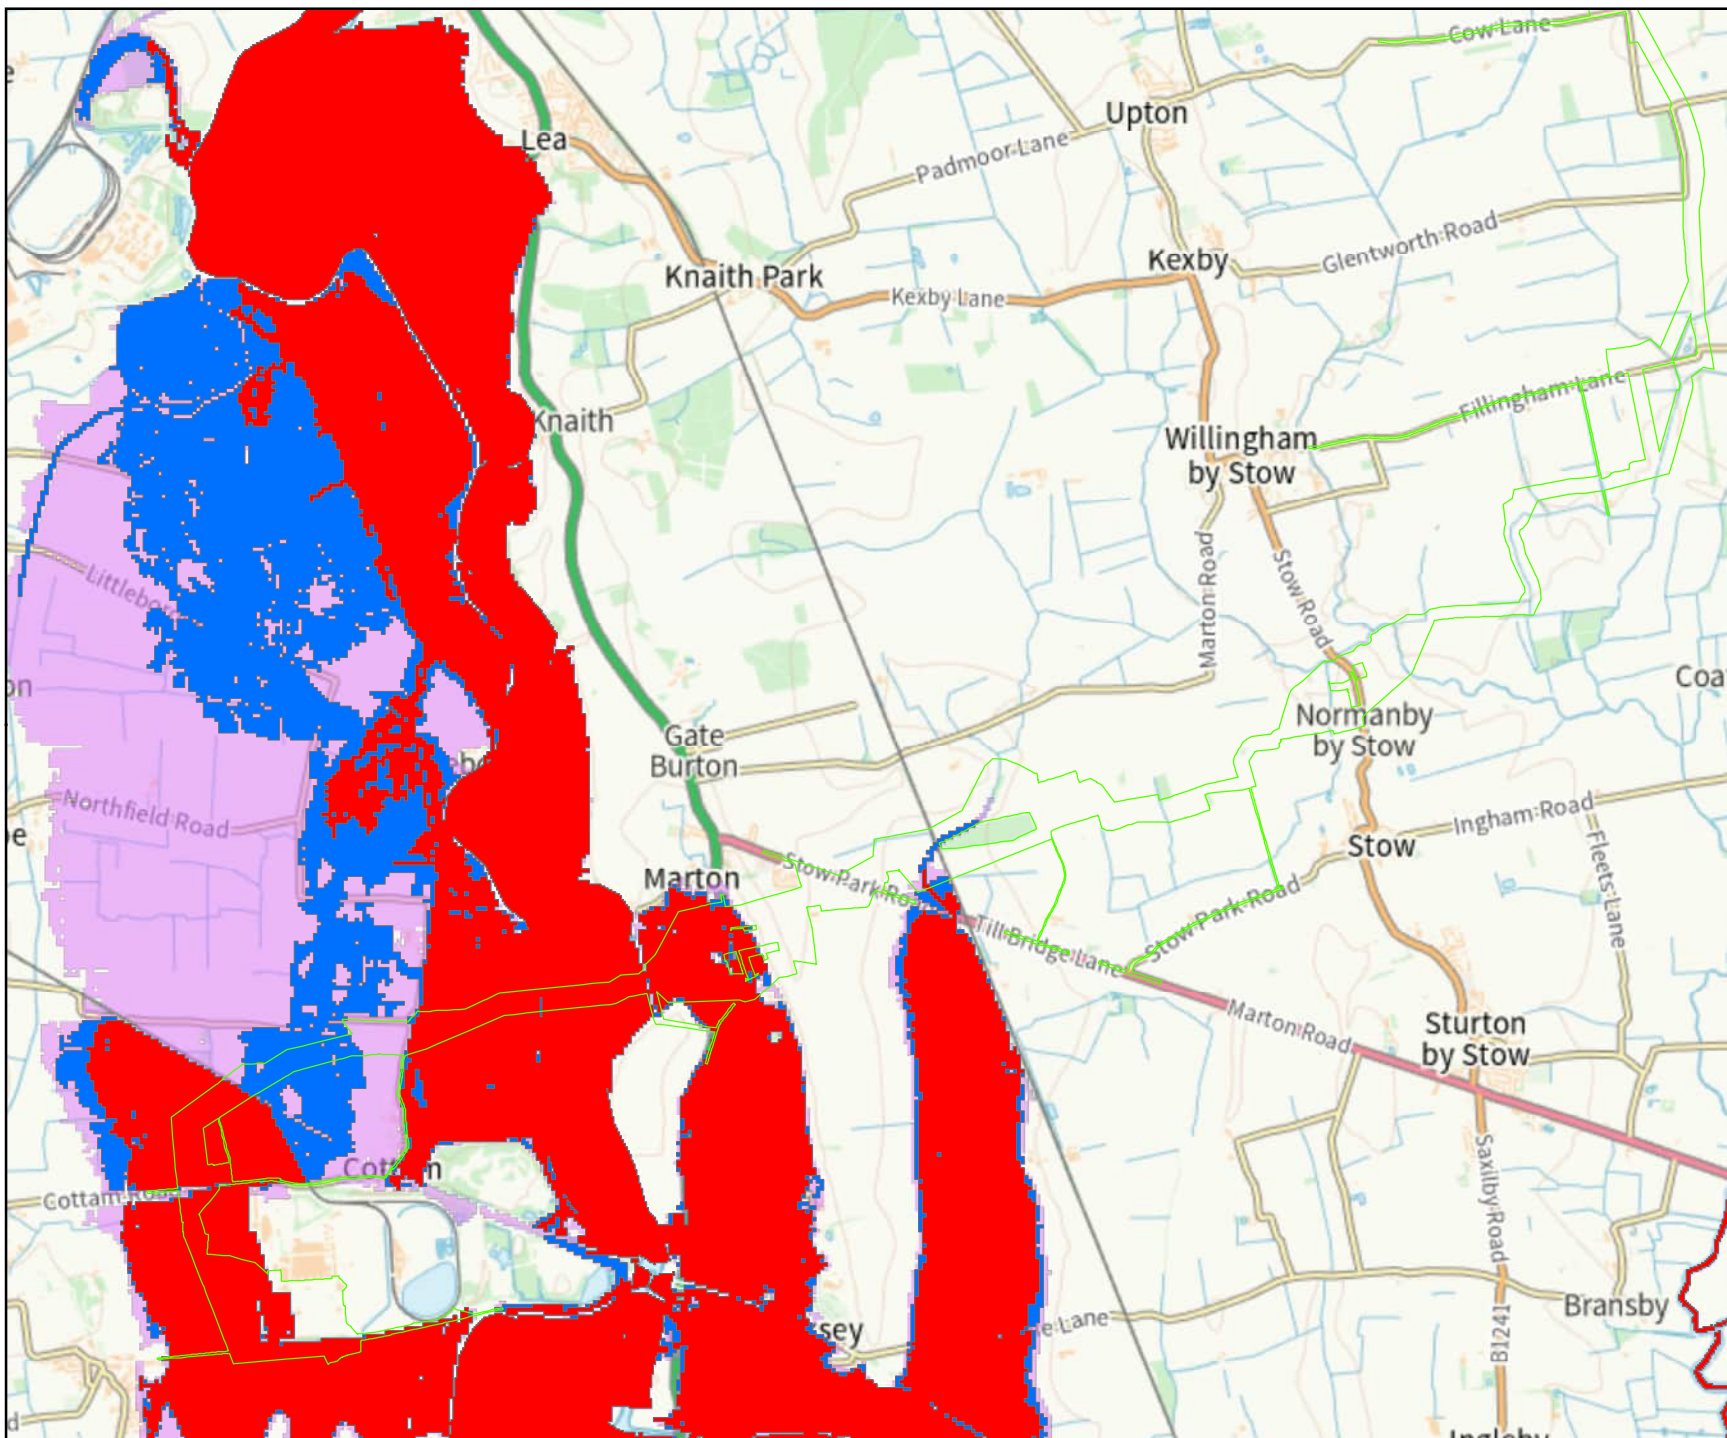 Cow Lane
Upton
Lea
Padmoor Lane
Glentworth Road
Kexby
Knaith Park
Kexby Lane
Fillingham Lane
Knaith
Willingham
by Stow
Marton Road
Stow Road
Coa
on
Normanby
by Stow
Gate
Burton
Northfield Road
Ingham Road
Fleets Lane
Stow
Marton
Stow Park Ro
Stow Park Road
Till Bridge Lane
Marton Road
Sturton
by Stow
Cottam Road
Saxilby Road
Bransby
sey
e Lane
B1241